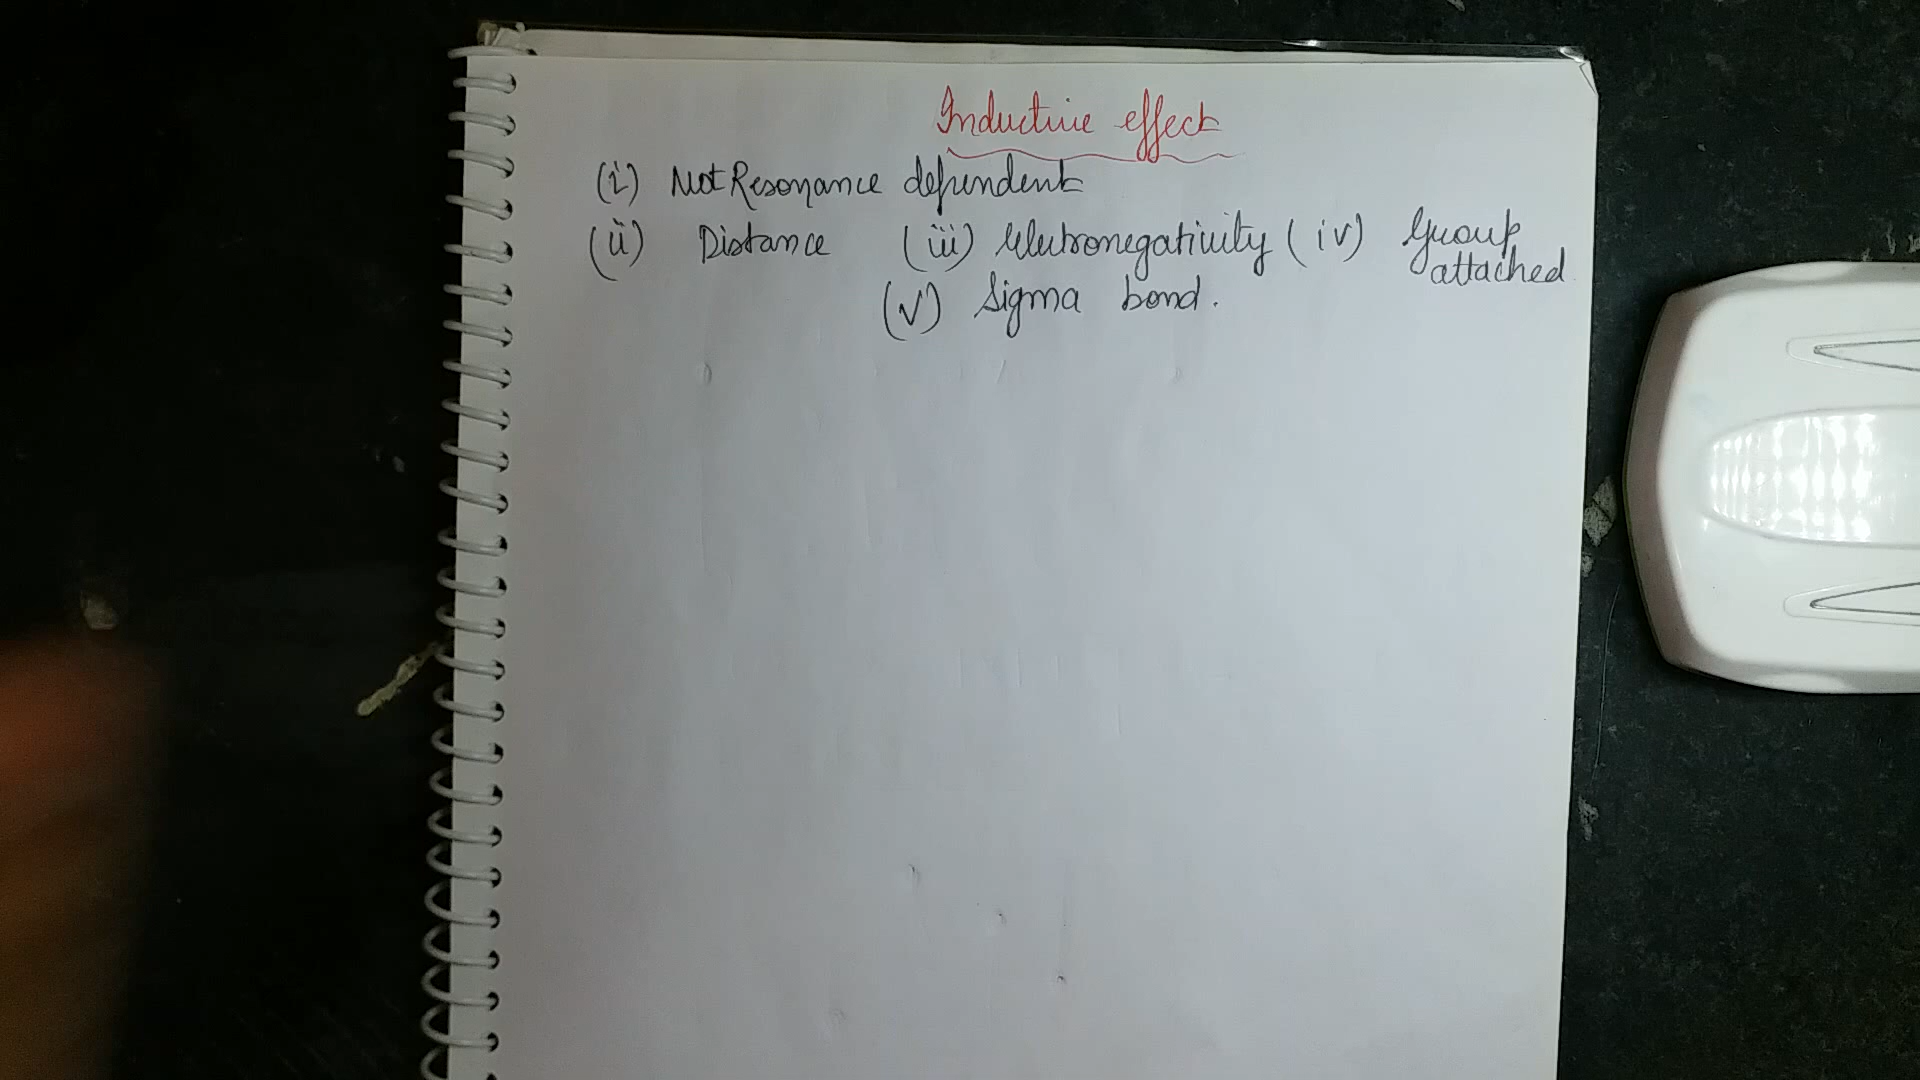 Inductive effect
(i) Not Resonance dependent
(ii) Distance (iii) Electronegativity (iv) Group
attached
(v) Sigma bond.